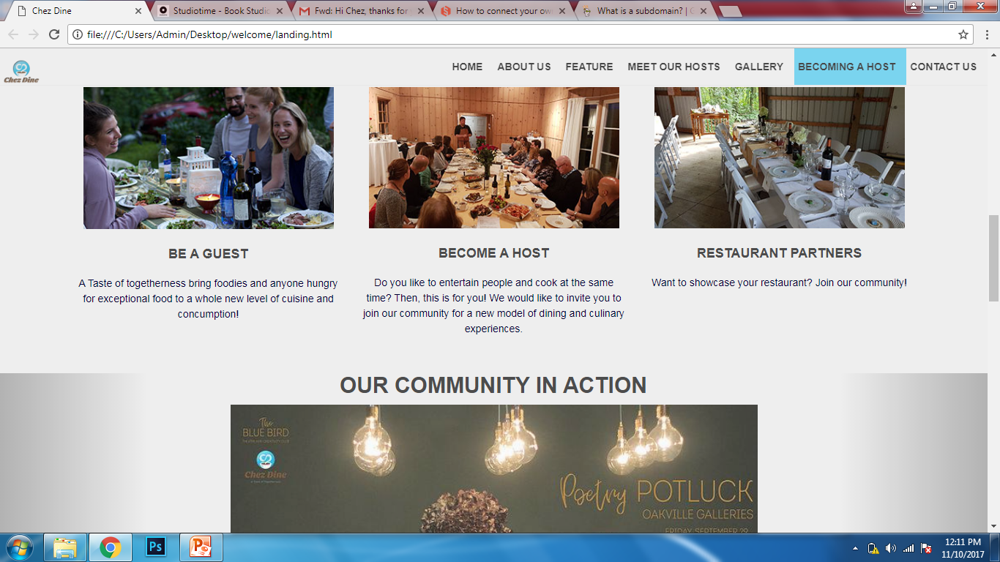 Chez Dine
Studiotime - Book Studi
Fwd: Hi Chez, thanks for
How to connect your ow
What is a subdomain? |
file:///C:/Users/Admin/Desktop/welcome/landing.html
Chez Dine
HOME ABOUT US FEATURE MEET OUR HOSTS GALLERY BECOMING A HOST CONTACT US
BE A GUEST
A Taste of togetherness bring foodies and anyone hungry
for exceptional food to a whole new level of cuisine and
concumption!
BECOME A HOST
Do you like to entertain people and cook at the same
time? Then, this is for you! We would like to invite you to
join our community for a new model of dining and culinary
experiences.
RESTAURANT PARTNERS
Want to showcase your restaurant? Join our community!
OUR COMMUNITY IN ACTION
The
BLUE BIRD
Chez Dine
Poetry POTLUCK
OAKVILLE GALLERIES
FRIDAY, SEPTEMBER 29
Ps
P
12:11 PM
11/10/2017